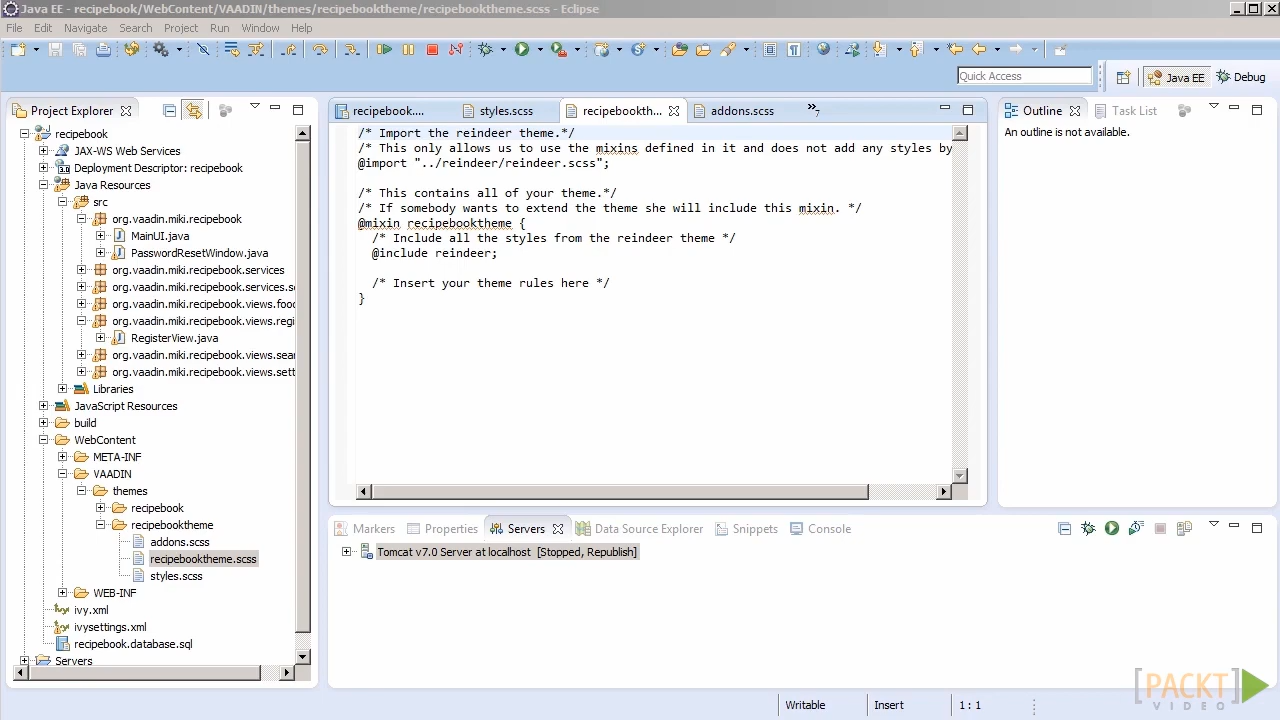 Java EE - recipebook/WebContent/VAADIN/themes/recipebooktheme/recipebooktheme.scss - Eclipse
File Edit Navigate Search Project Run Window Help
Quick Access
Java EE
Debug
Project Explorer
recipebook
JAX-WS Web Services
Deployment Descriptor: recipebook
Java Resources
src
org.vaadin.miki.recipebook
MainUI.java
PasswordResetWindow.java
org.vaadin.miki.recipebook.services
org.vaadin.miki.recipebook.services.s
org.vaadin.miki.recipebook.views.foo
org.vaadin.miki.recipebook.views.regi
RegisterView.java
org.vaadin.miki.recipebook.views.sea
org.vaadin.miki.recipebook.views.sett
Libraries
JavaScript Resources
build
WebContent
META-INF
VAADIN
themes
recipebook
recipebooktheme
addons.scss
recipebooktheme.scss
styles.scss
WEB-INF
ivy.xml
ivysettings.xml
recipebook.database.sql
Servers
recipebook.... styles.scss recipebookth... addons.scss »7
/* Import the reindeer theme.*/
/* This only allows us to use the mixins defined in it and does not add any styles by
@import "../reindeer/reindeer.scss";
/* This contains all of your theme.*/
/* If somebody wants to extend the theme she will include this mixin. */
@mixin recipebooktheme {
/* Include all the styles from the reindeer theme */
@include reindeer;
/* Insert your theme rules here */
}
Outline Task List
An outline is not available.
Markers Properties Servers Data Source Explorer Snippets Console
Tomcat v7.0 Server at localhost [Stopped, Republish]
Writable Insert 1 : 1
[PACKT]
VIDEO